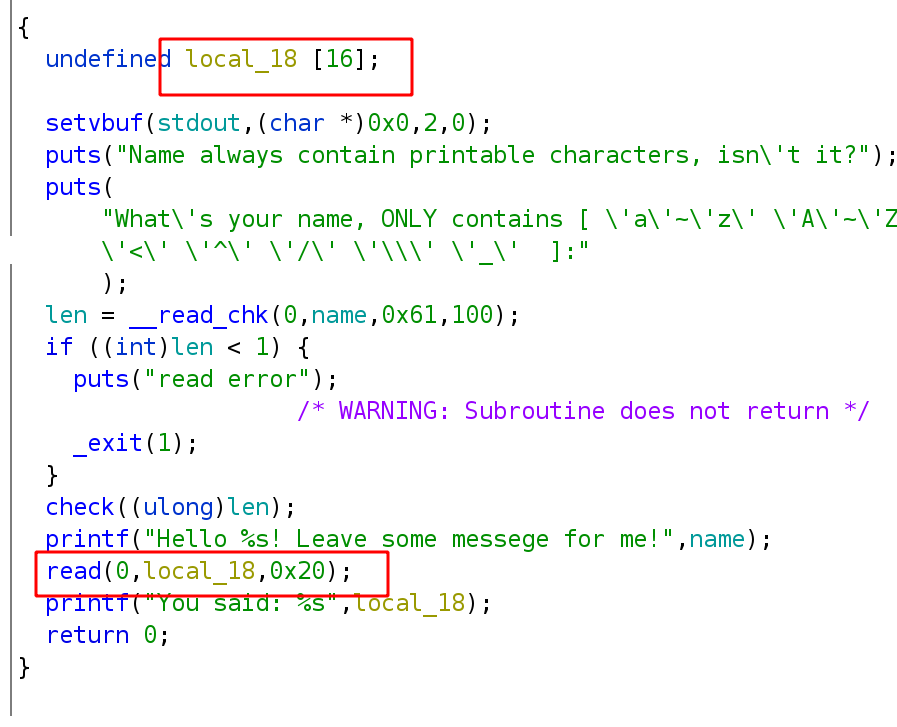 {
undefined local_18 [16];
setvbuf(stdout,(char *)0x0,2,0);
puts("Name always contain printable characters, isn\'t it?");
puts(
"What\'s your name, ONLY contains [ \'a\'~\'z\' \'A\'~\'Z
\'<\' \'^\' \'/\' \'\\\' \'_\'  ]:"
);
len = __read_chk(0,name,0x61,100);
if ((int)len < 1) {
puts("read error");
/* WARNING: Subroutine does not return */
_exit(1);
}
check((ulong)len);
printf("Hello %s! Leave some messege for me!",name);
read(0,local_18,0x20);
printf("You said: %s",local_18);
return 0;
}